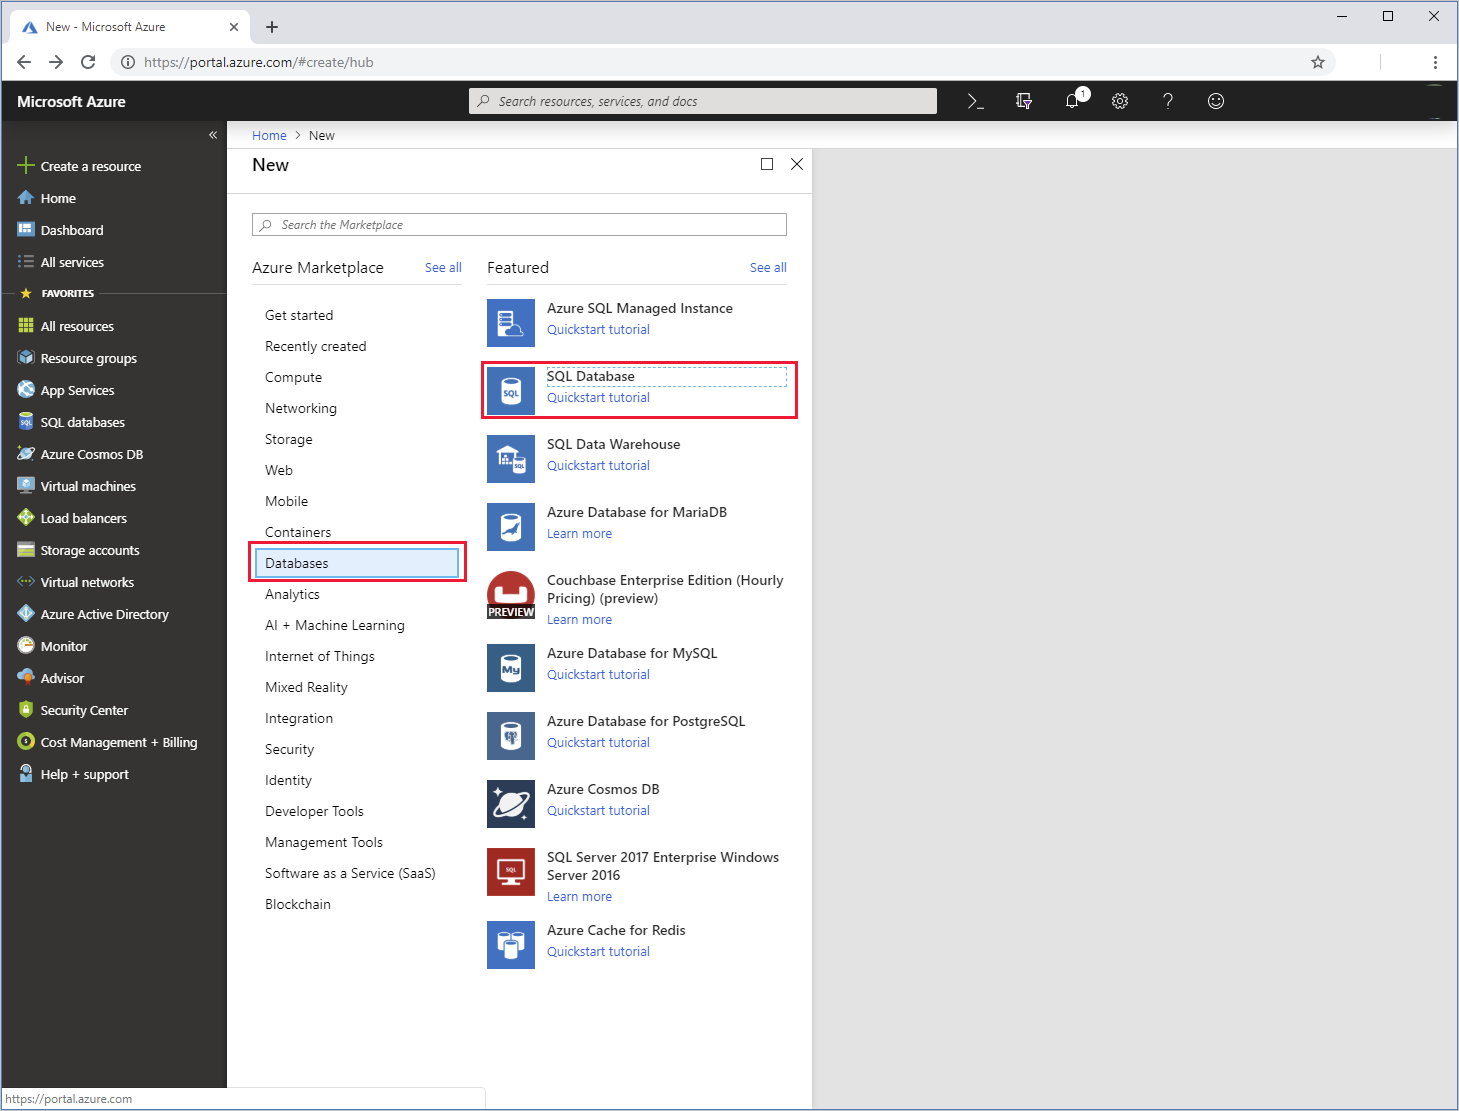 New - Microsoft Azure
https://portal.azure.com/#create/hub
Microsoft Azure
Search resources, services, and docs
1
Create a resource
Home
Dashboard
All services
FAVORITES
All resources
Resource groups
App Services
SQL
SQL databases
Azure Cosmos DB
Virtual machines
Load balancers
Storage accounts
Virtual networks
Azure Active Directory
Monitor
Advisor
Security Center
Cost Management + Billing
Help + support
Home > New
New
Search the Marketplace
Azure Marketplace
See all
Get started
Recently created
Compute
Networking
Storage
Web
Mobile
Containers
Databases
Analytics
AI + Machine Learning
Internet of Things
Mixed Reality
Integration
Security
Identity
Developer Tools
Management Tools
Software as a Service (SaaS)
Blockchain
Featured
See all
Azure SQL Managed Instance
Quickstart tutorial
SQL
SQL Database
Quickstart tutorial
SQL
SQL Data Warehouse
Quickstart tutorial
Azure Database for MariaDB
Learn more
PREVIEW
Couchbase Enterprise Edition (Hourly
Pricing) (preview)
Learn more
My
Azure Database for MySQL
Quickstart tutorial
Azure Database for PostgreSQL
Quickstart tutorial
Azure Cosmos DB
Quickstart tutorial
SQL
SQL Server 2017 Enterprise Windows
Server 2016
Learn more
Azure Cache for Redis
Quickstart tutorial
https://portal.azure.com